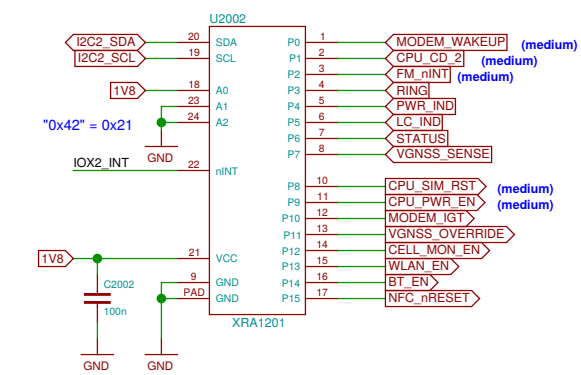 U2002
I2C2_SDA 20 SDA P0 1 MODEM_WAKEUP (medium)
I2C2_SCL 19 SCL P1 2 CPU_CD_2 (medium)
P2 3 FM_nINT (medium)
1V8 18 A0 P3 4 RING
23 A1 P4 5 PWR_IND
"0x42" = 0x21 24 A2 P5 6 LC_IND
P6 7 STATUS
GND P7 8 VGNSS_SENSE
IOX2_INT 22 nINT
P8 10 CPU_SIM_RST (medium)
P9 11 CPU_PWR_EN (medium)
P10 12 MODEM_IGT
P11 13 VGNSS_OVERRIDE
1V8 21 VCC P12 14 CELL_MON_EN
P13 15 WLAN_EN
C2002 9 GND P14 16 BT_EN
100n PAD GND P15 17 NFC_nRESET
XRA1201
GND GND